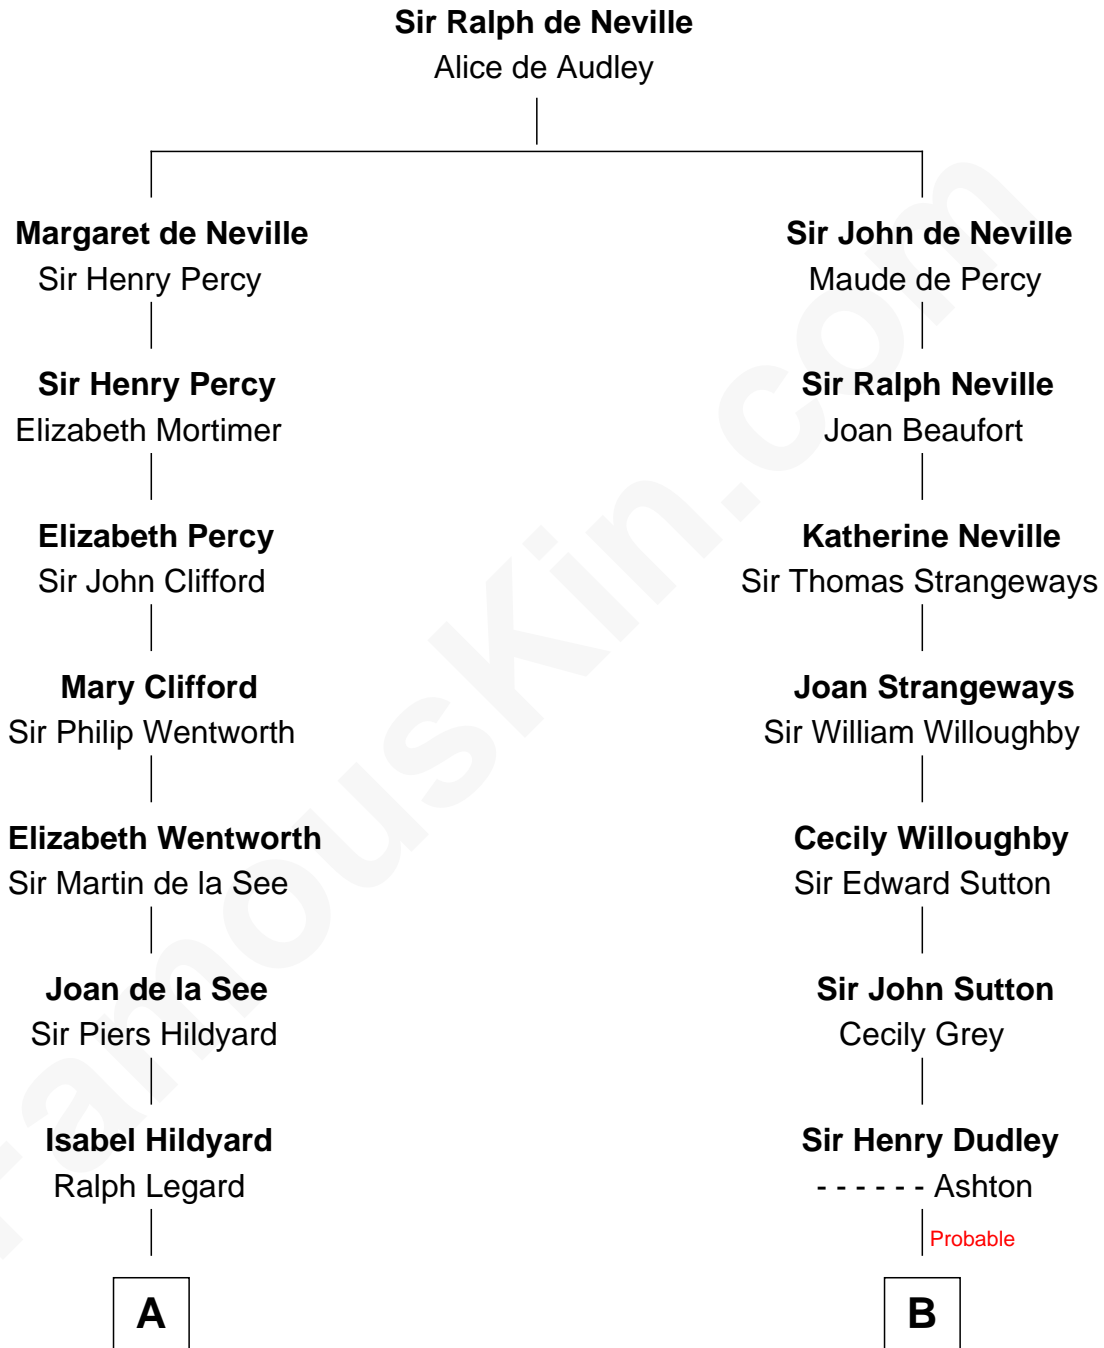 Sir Ralph de Neville
Alice de Audley
Margaret de Neville
Sir Henry Percy
Sir John de Neville
Maude de Percy
Sir Henry Percy
Elizabeth Mortimer
Sir Ralph Neville
Joan Beaufort
Elizabeth Percy
Sir John Clifford
Katherine Neville
Sir Thomas Strangeways
Mary Clifford
Sir Philip Wentworth
Joan Strangeways
Sir William Willoughby
Elizabeth Wentworth
Sir Martin de la See
Cecily Willoughby
Sir Edward Sutton
Joan de la See
Sir Piers Hildyard
Sir John Sutton
Cecily Grey
Isabel Hildyard
Ralph Legard
Sir Henry Dudley
- - - - - - Ashton
Probable
A
B
FamousKin.com